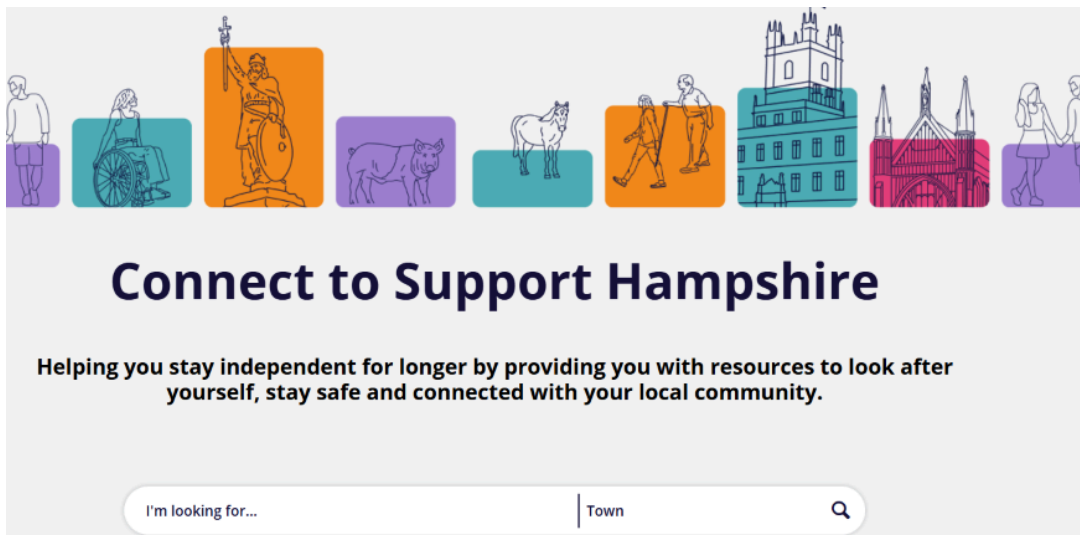 Connect to Support Hampshire
Helping you stay independent for longer by providing you with resources to look after
yourself, stay safe and connected with your local community.
I'm looking for...
Town